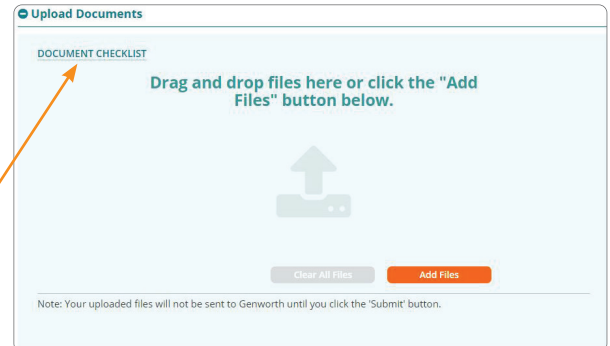 Upload Documents
DOCUMENT CHECKLIST
Drag and drop files here or click the "Add
Files" button below.
Clear All Files
Add Files
Note: Your uploaded files will not be sent to Genworth until you click the 'Submit' button.